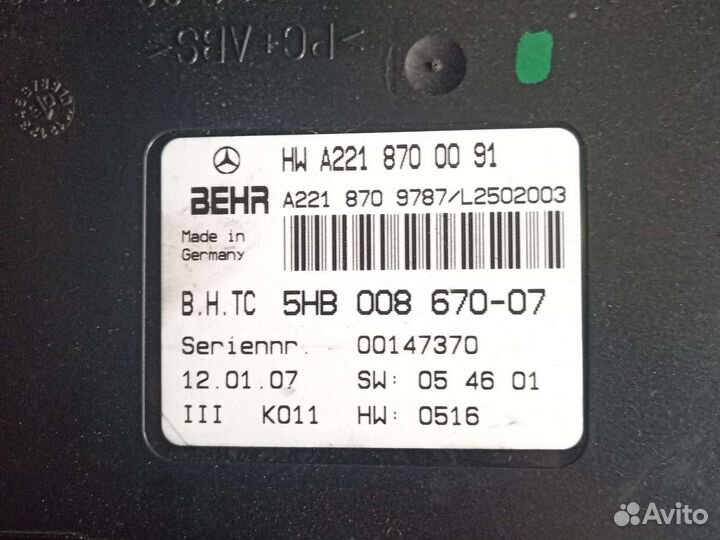 >PC+ABS<
HW A221 870 00 91
BEHR A221 870 9787/L2502003
Made in
Germany
B.H.TC 5HB 008 670-07
Seriennr. 00147370
12.01.07 SW: 05 46 01
III K011 HW: 0516
Avito